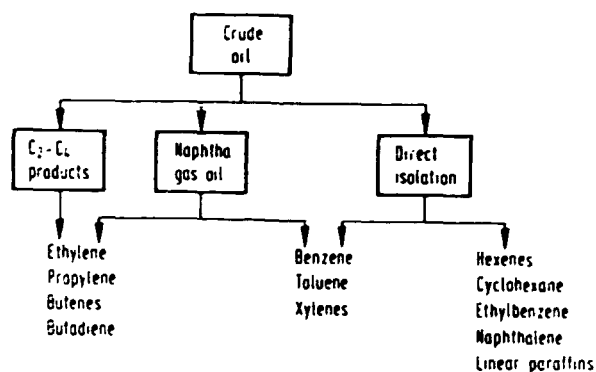 Crude
oil
C₂-C₄
products
Naphtha
gas oil
Direct
isolation
Ethylene
Propylene
Butenes
Butadiene
Benzene
Toluene
Xylenes
Hexenes
Cyclohexane
Ethylbenzene
Naphthalene
Linear paraffins